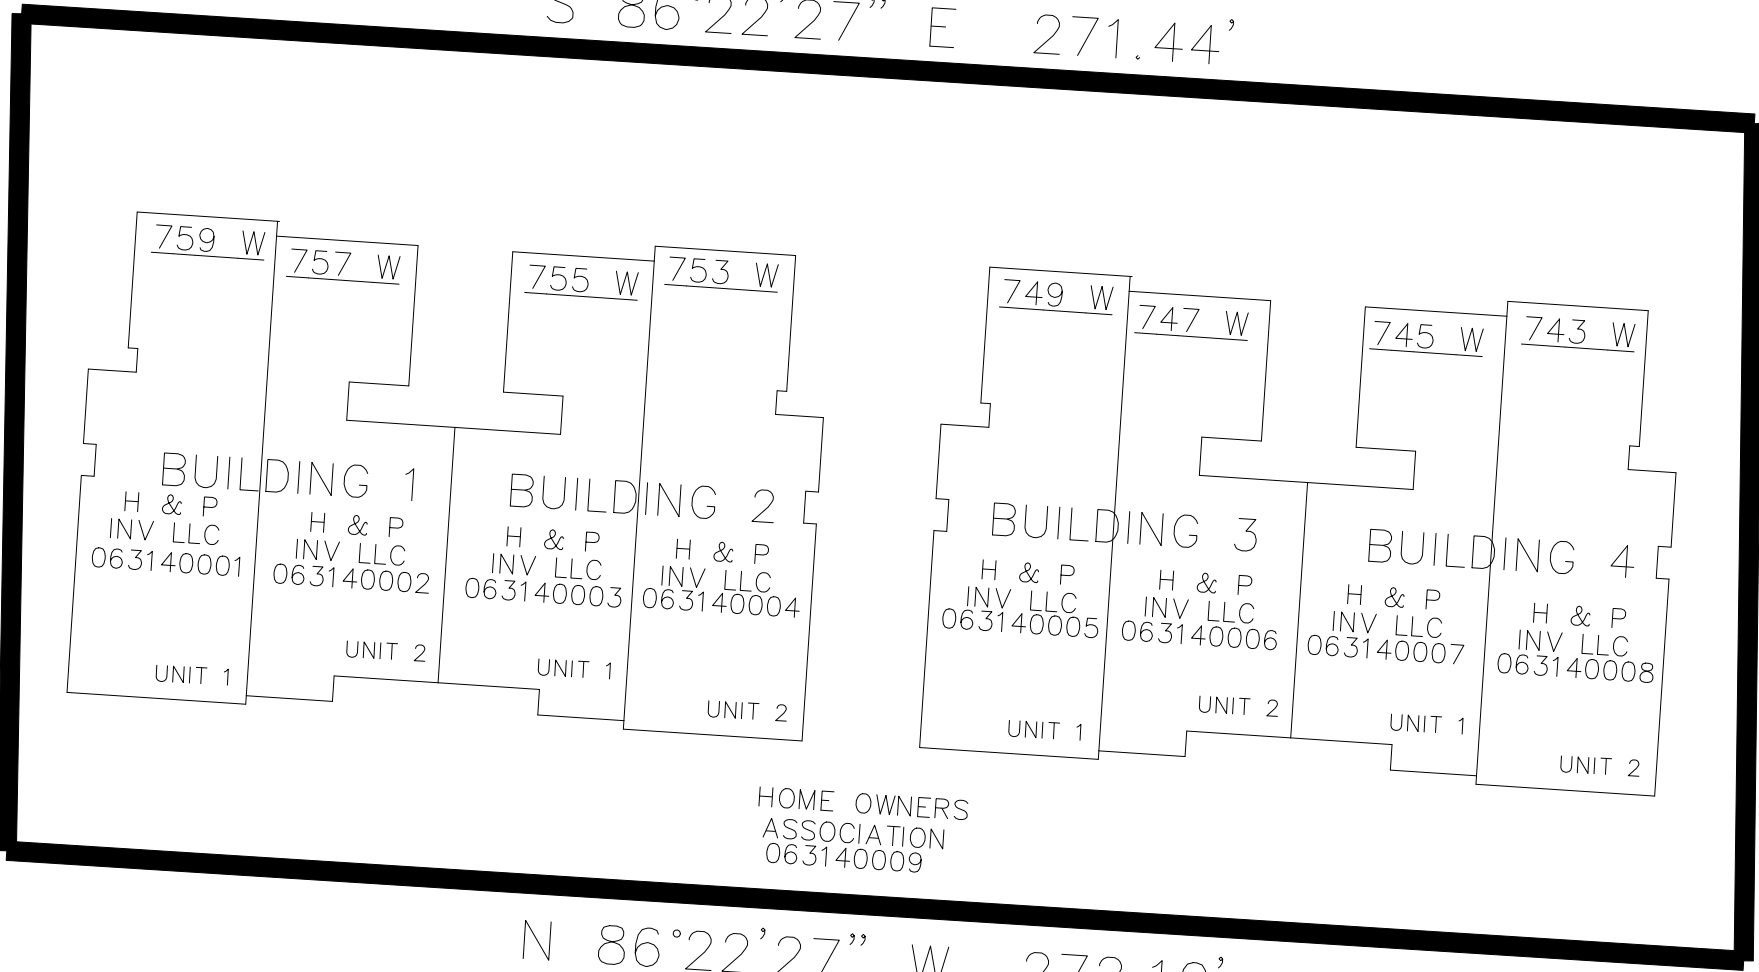 S 86°22'27" E 271.44'
759 W
757 W
755 W
753 W
749 W
747 W
745 W
743 W
BUILDING 1
BUILDING 2
BUILDING 3
BUILDING 4
H & P
INV LLC
063140001
H & P
INV LLC
063140002
H & P
INV LLC
063140003
H & P
INV LLC
063140004
H & P
INV LLC
063140005
H & P
INV LLC
063140006
H & P
INV LLC
063140007
H & P
INV LLC
063140008
UNIT 1
UNIT 2
UNIT 1
UNIT 2
UNIT 1
UNIT 2
UNIT 1
UNIT 2
HOME OWNERS
ASSOCIATION
063140009
N 86°22'27" W